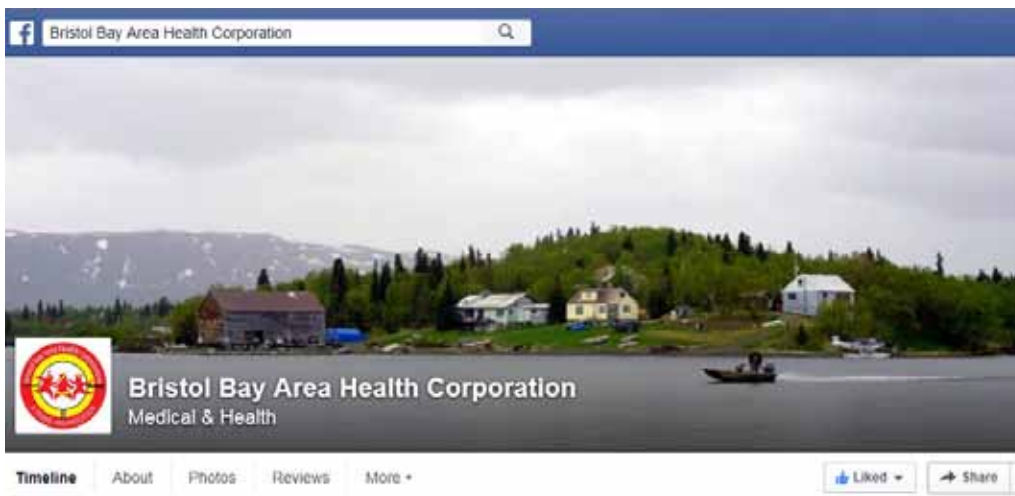 f Bristol Bay Area Health Corporation
Bristol Bay Area Health Corporation
Medical & Health
Timeline About Photos Reviews More
Liked Share